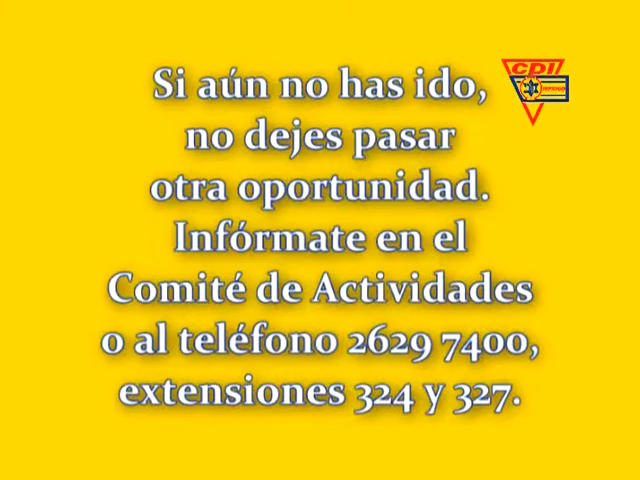 CDI
MEXICO
Si aún no has ido,
no dejes pasar
otra oportunidad.
Infórmate en el
Comité de Actividades
o al teléfono 2629 7400,
extensiones 324 y 327.